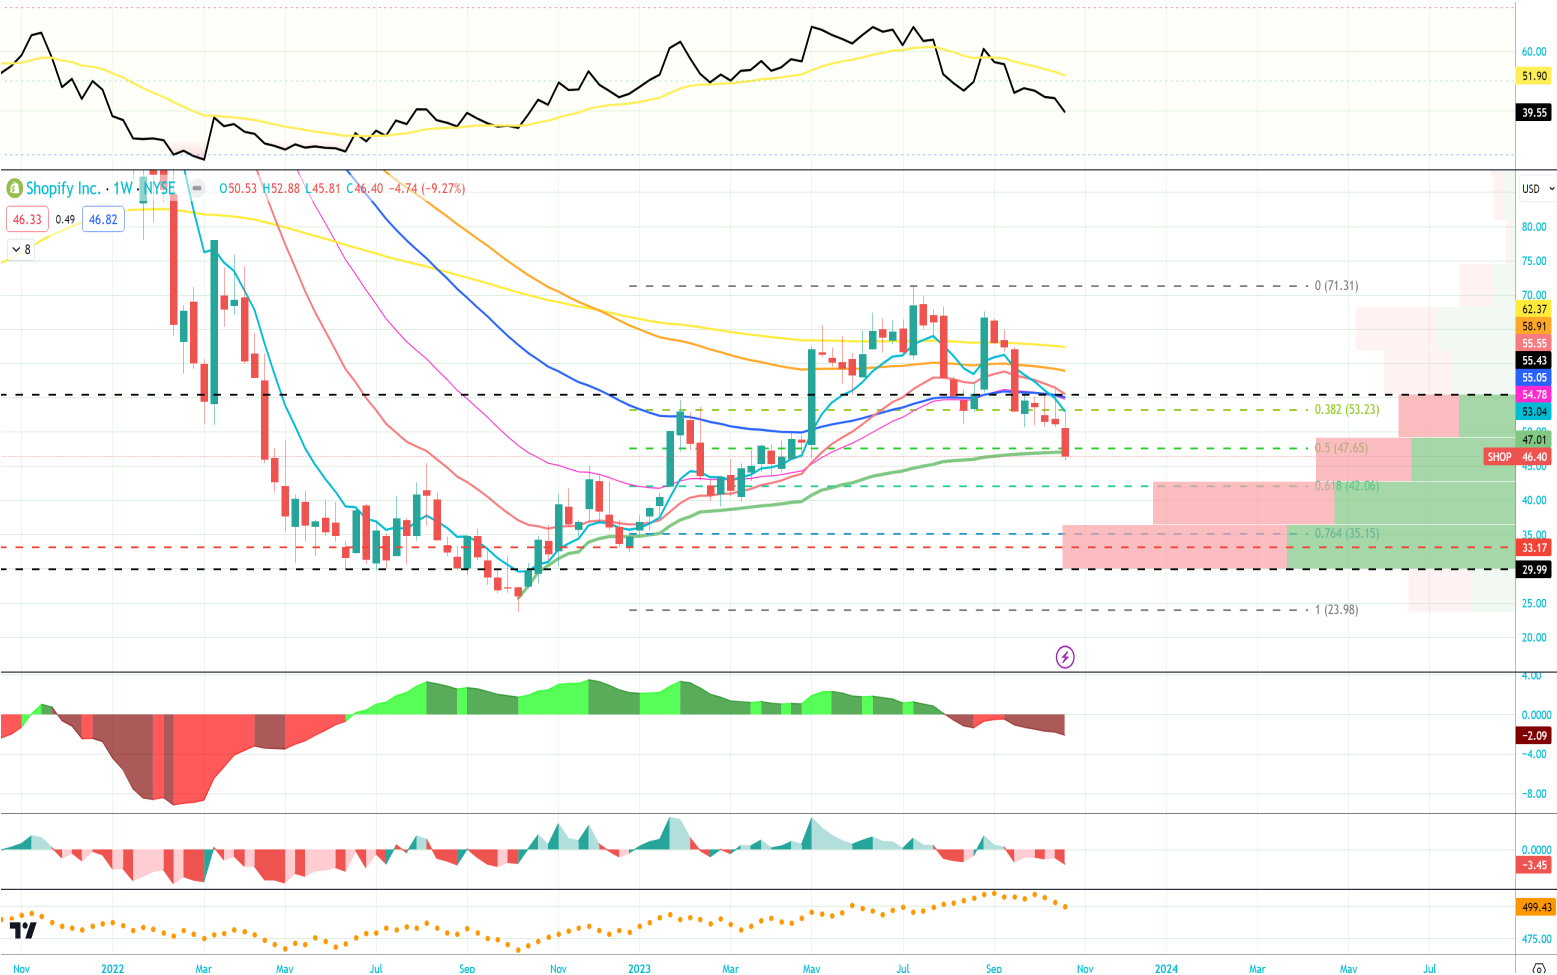 60.00
51.90
39.55
Shopify Inc. · 1W · NYSE
O50.53 H52.88 L45.81 C46.40 −4.74 (−9.27%)
USD
46.33
0.49
46.82
8
80.00
75.00
0 (71.31)
70.00
62.37
58.91
55.55
55.43
55.05
54.78
0.382 (53.23)
53.04
50.00
47.01
0.5 (47.65)
SHOP
46.40
45.00
0.618 (42.06)
40.00
0.764 (35.15)
35.00
33.17
29.99
25.00
1 (23.98)
20.00
4.00
0.0000
−2.09
−4.00
−8.00
0.0000
−3.45
499.43
475.00
Nov
2022
Mar
May
Jul
Sep
Nov
2023
Mar
May
Jul
Sep
Nov
2024
Mar
May
Jul